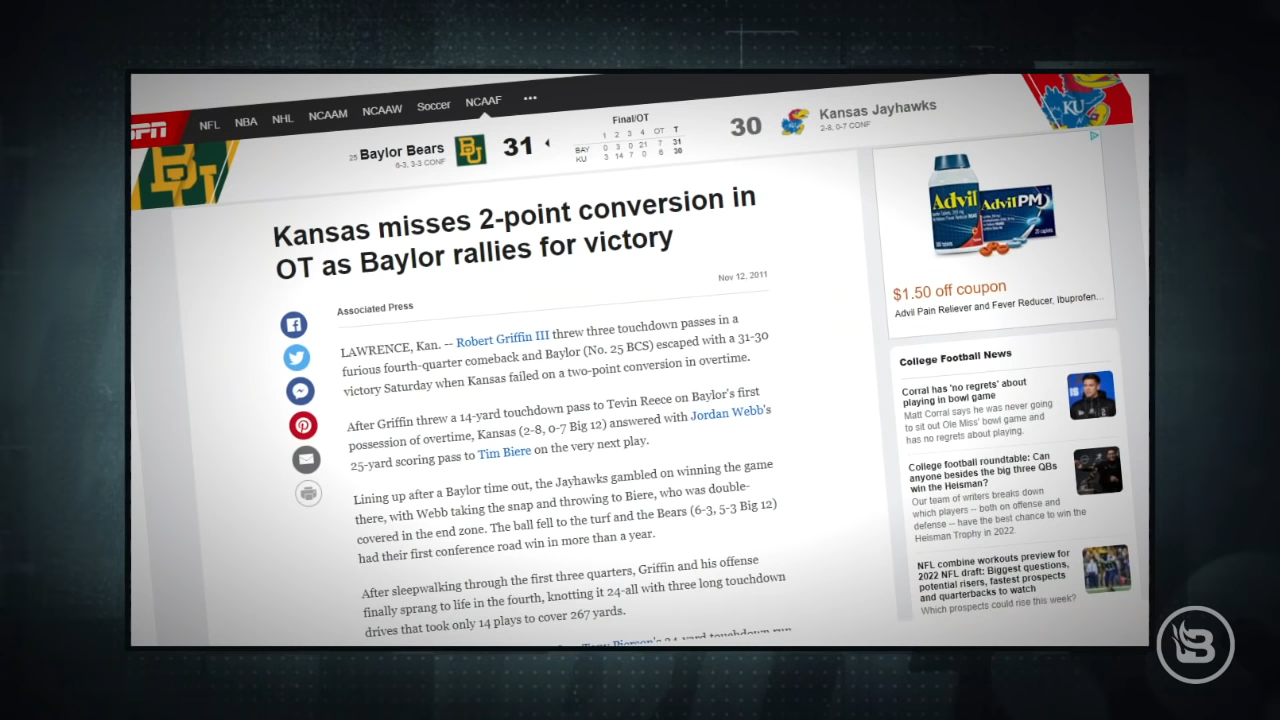 ESPN
NFL NBA NHL NCAAM NCAAW Soccer NCAAF •••
BU
25 Baylor Bears
6-3, 3-3 CONF
BU
31
Final/OT
1 2 3 4 OT T
BAY 0 3 0 21 7 31
KU 3 14 7 0 6 30
30
Kansas Jayhawks
2-8, 0-7 CONF
KU
Kansas misses 2-point conversion in
OT as Baylor rallies for victory
Nov 12, 2011
Associated Press
LAWRENCE, Kan. -- Robert Griffin III threw three touchdown passes in a
furious fourth-quarter comeback and Baylor (No. 25 BCS) escaped with a 31-30
victory Saturday when Kansas failed on a two-point conversion in overtime.
After Griffin threw a 14-yard touchdown pass to Tevin Reece on Baylor's first
possession of overtime, Kansas (2-8, 0-7 Big 12) answered with Jordan Webb's
25-yard scoring pass to Tim Biere on the very next play.
Lining up after a Baylor time out, the Jayhawks gambled on winning the game
there, with Webb taking the snap and throwing to Biere, who was double-
covered in the end zone. The ball fell to the turf and the Bears (6-3, 5-3 Big 12)
had their first conference road win in more than a year.
After sleepwalking through the first three quarters, Griffin and his offense
finally sprang to life in the fourth, knotting it 24-all with three long touchdown
drives that took only 14 plays to cover 267 yards.
Advil
Advil PM
$1.50 off coupon
Advil Pain Reliever and Fever Reducer, Ibuprofen...
College Football News
Corral has 'no regrets' about
playing in bowl game
Matt Corral says he was never going
to sit out Ole Miss' bowl game and
has no regrets about playing.
College football roundtable: Can
anyone besides the big three QBs
win the Heisman?
Our team of writers breaks down
which players -- both on offense and
defense -- have the best chance to win the
Heisman Trophy in 2022.
NFL combine workouts preview for
2022 NFL draft: Biggest questions,
potential risers, fastest prospects
and quarterbacks to watch
Which prospects could rise this week?
B